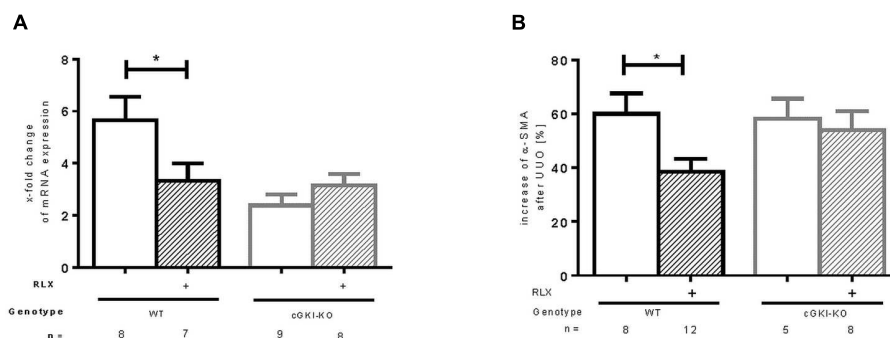 A
x-fold change
of mRNA expression
8
6
4
2
0
*
RLX + +
Genotype WT cGKI-KO
n = 8 7 9 8
B
increase of α-SMA
after UUO [%]
80
60
40
20
0
*
RLX + +
Genotype WT cGKI-KO
n = 8 12 5 8